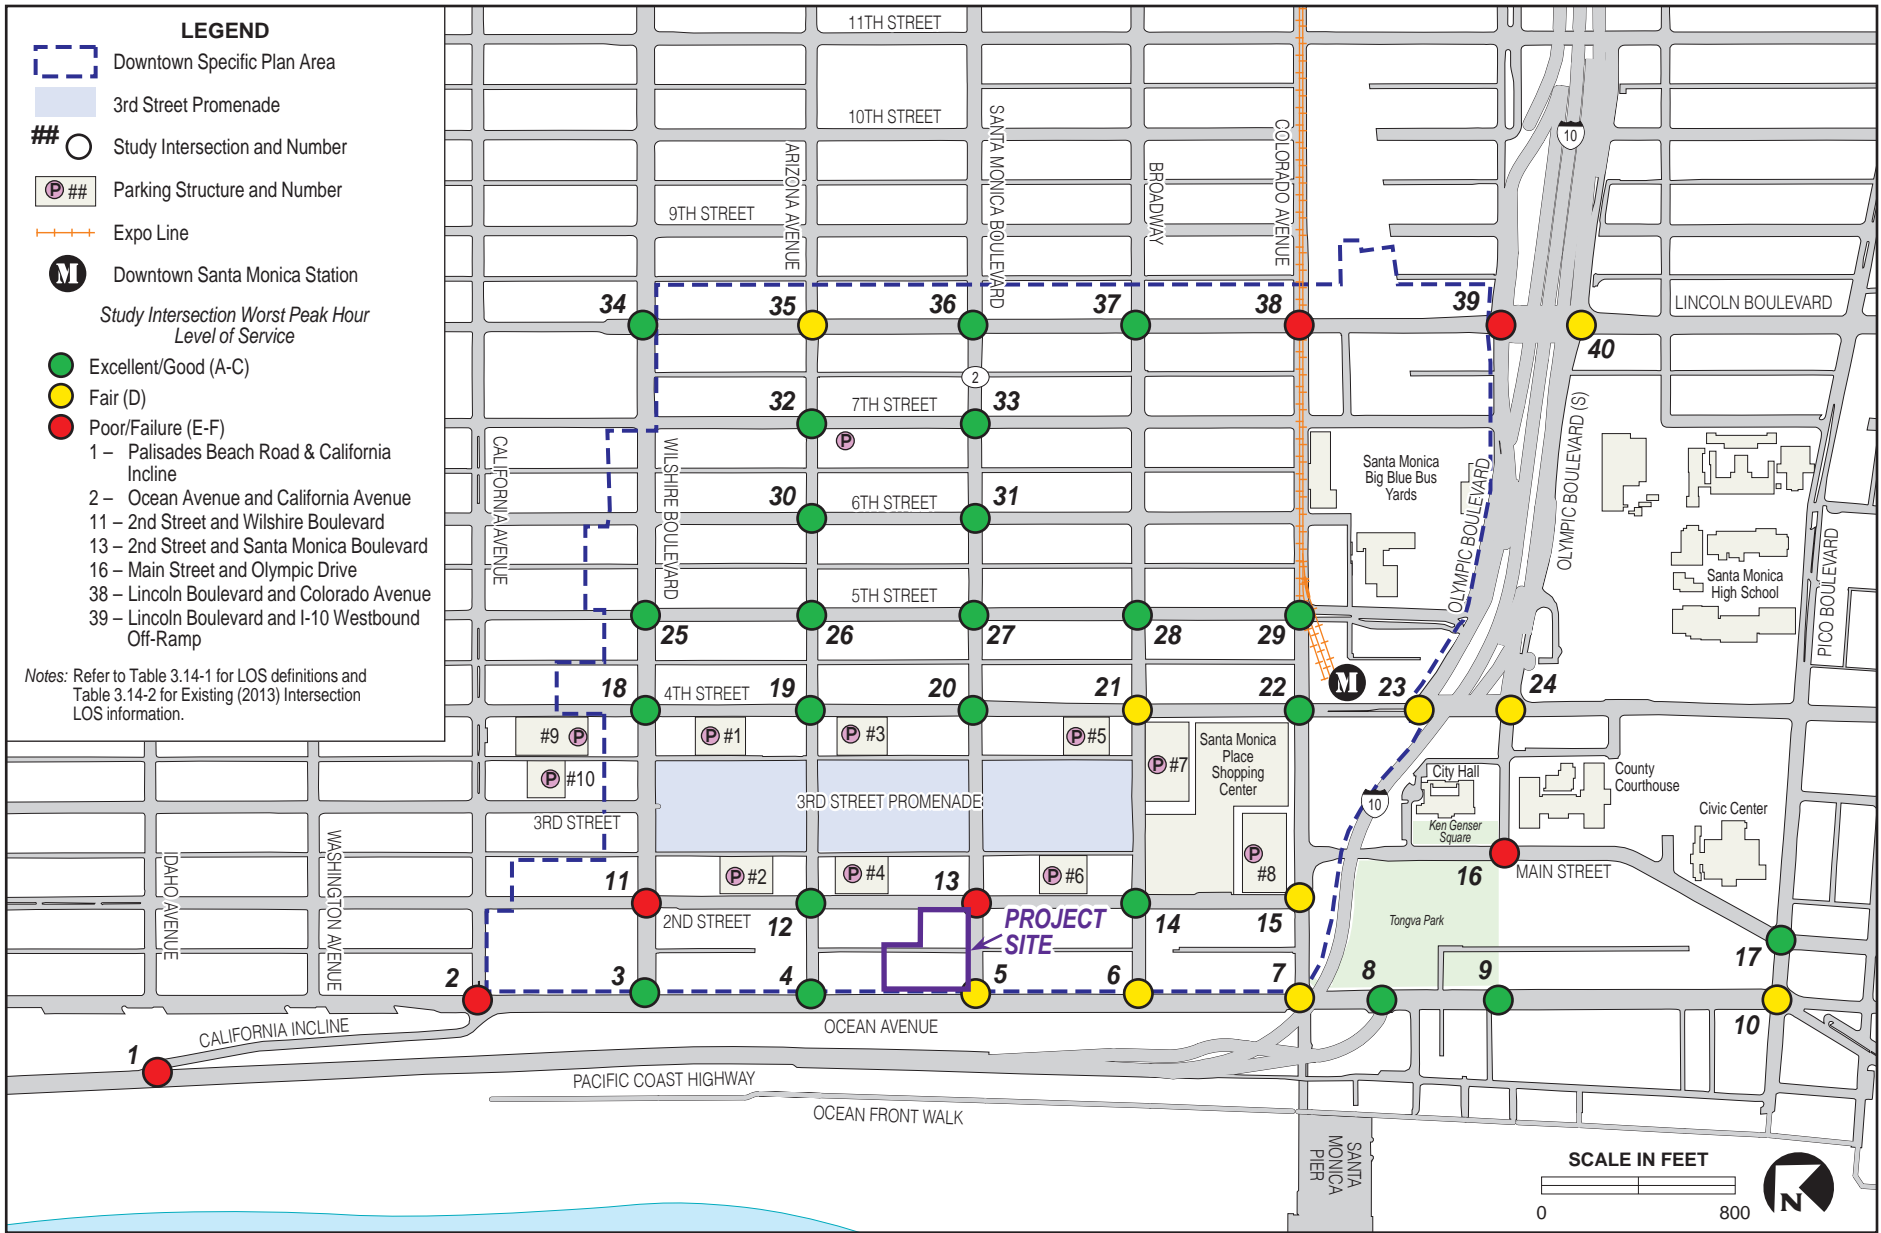 LEGEND
Downtown Specific Plan Area
3rd Street Promenade
## Study Intersection and Number
P ## Parking Structure and Number
Expo Line
M Downtown Santa Monica Station
Study Intersection Worst Peak Hour
Level of Service
Excellent/Good (A-C)
Fair (D)
Poor/Failure (E-F)
1 – Palisades Beach Road & California
Incline
2 – Ocean Avenue and California Avenue
11 – 2nd Street and Wilshire Boulevard
13 – 2nd Street and Santa Monica Boulevard
16 – Main Street and Olympic Drive
38 – Lincoln Boulevard and Colorado Avenue
39 – Lincoln Boulevard and I-10 Westbound
Off-Ramp
Notes: Refer to Table 3.14-1 for LOS definitions and
Table 3.14-2 for Existing (2013) Intersection
LOS information.
11TH STREET
10TH STREET
9TH STREET
ARIZONA AVENUE
SANTA MONICA BOULEVARD
BROADWAY
COLORADO AVENUE
10
LINCOLN BOULEVARD
34
35
36
37
38
39
40
2
7TH STREET
32
33
P
6TH STREET
30
31
CALIFORNIA AVENUE
WILSHIRE BOULEVARD
Santa Monica
Big Blue Bus
Yards
OLYMPIC BOULEVARD
OLYMPIC BOULEVARD (S)
Santa Monica
High School
PICO BOULEVARD
5TH STREET
25
26
27
28
29
M
4TH STREET
18
19
20
21
22
23
24
#9 P
P #10
P #1
P #3
P #5
P #7
Santa Monica
Place
Shopping
Center
10
City Hall
Ken Genser
Square
County
Courthouse
Civic Center
3RD STREET PROMENADE
3RD STREET
P #2
P #4
P #6
P
#8
IDAHO AVENUE
WASHINGTON AVENUE
11
12
13
14
15
16
17
2ND STREET
MAIN STREET
PROJECT
SITE
Tongva Park
2
3
4
5
6
7
8
9
10
OCEAN AVENUE
CALIFORNIA INCLINE
1
PACIFIC COAST HIGHWAY
OCEAN FRONT WALK
SANTA
MONICA
PIER
SCALE IN FEET
0 800
N